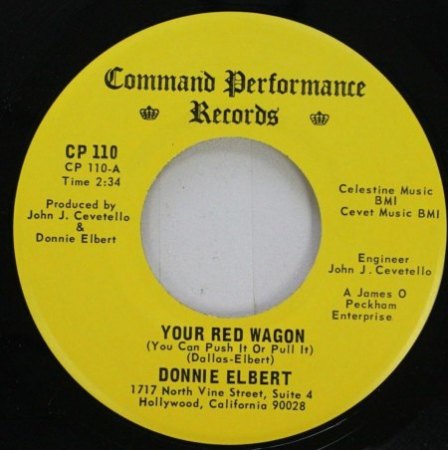 Command Performance
Records
CP 110
CP 110-A
Time 2:34
Produced by
John J. Cevetello
&
Donnie Elbert
Celestine Music
BMI
Cevet Music BMI
Engineer
John J. Cevetello
A James O
Peckham
Enterprise
YOUR RED WAGON
(You Can Push It Or Pull It)
(Dallas-Elbert)
DONNIE ELBERT
1717 North Vine Street, Suite 4
Hollywood, California 90028